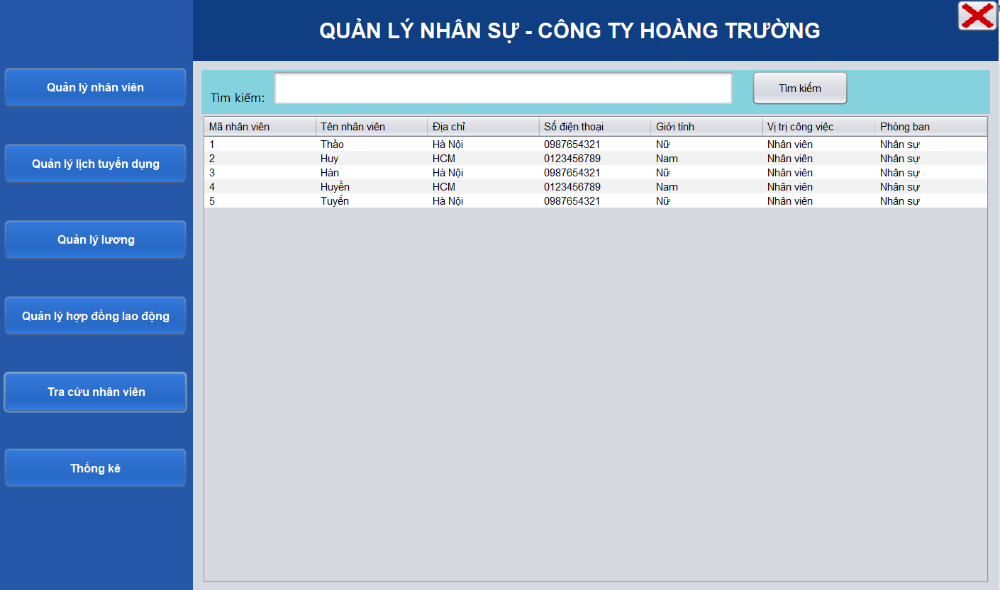 QUẢN LÝ NHÂN SỰ - CÔNG TY HOÀNG TRƯỜNG
Quản lý nhân viên
Quản lý lịch tuyển dụng
Quản lý lương
Quản lý hợp đồng lao động
Tra cứu nhân viên
Thống kê
Tìm kiếm: Tìm kiếm
Mã nhân viên Tên nhân viên Địa chỉ Số điện thoại Giới tính Vị trị công việc Phòng ban
1 Thảo Hà Nội 0987654321 Nữ Nhân viên Nhân sự
2 Huy HCM 0123456789 Nam Nhân viên Nhân sự
3 Hàn Hà Nội 0987654321 Nữ Nhân viên Nhân sự
4 Huyền HCM 0123456789 Nam Nhân viên Nhân sự
5 Tuyến Hà Nội 0987654321 Nữ Nhân viên Nhân sự